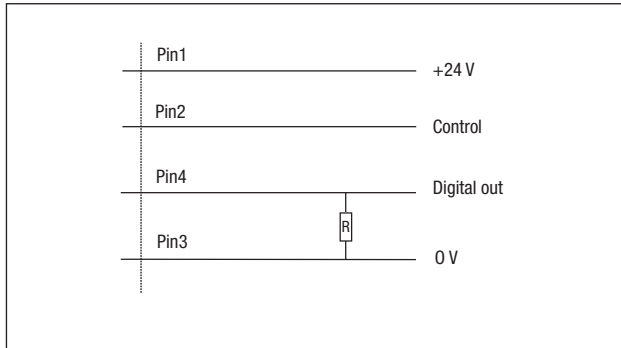 Pin1
+24 V
Pin2
Control
Pin4
Digital out
R
Pin3
0 V